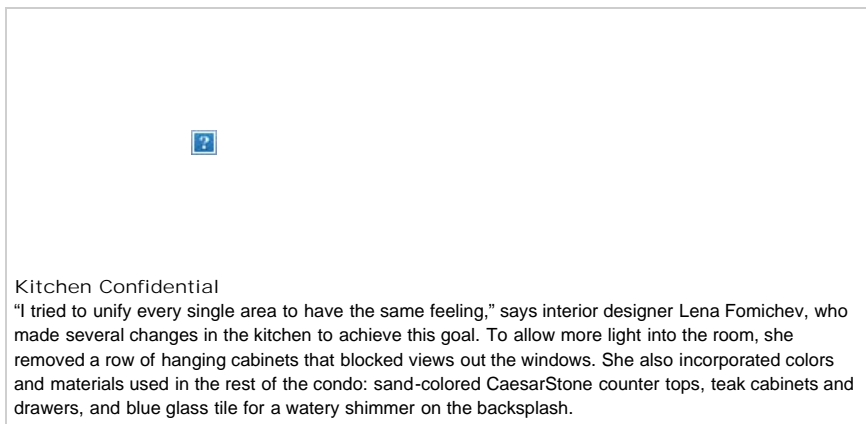 Kitchen Confidential
“I tried to unify every single area to have the same feeling,” says interior designer Lena Fomichev, who
made several changes in the kitchen to achieve this goal. To allow more light into the room, she
removed a row of hanging cabinets that blocked views out the windows. She also incorporated colors
and materials used in the rest of the condo: sand-colored CaesarStone counter tops, teak cabinets and
drawers, and blue glass tile for a watery shimmer on the backsplash.